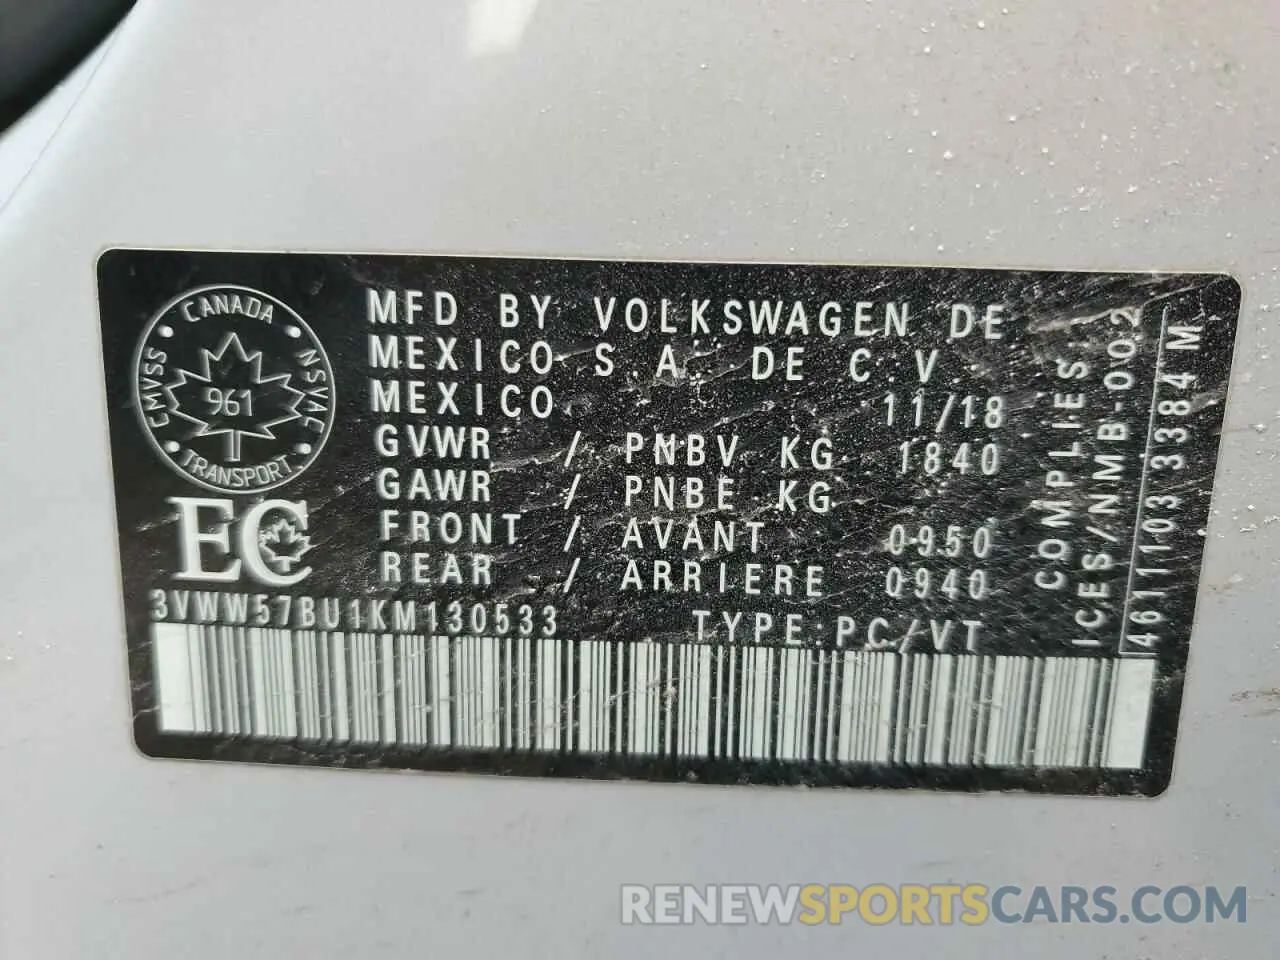 CANADA
CMVSS
NSVAC
961
TRANSPORT
EC
MFD BY VOLKSWAGEN DE
MEXICO S.A. DE C.V.
MEXICO. 11/18
GVWR / PNBV KG 1840
GAWR / PNBE KG
FRONT / AVANT 0950
REAR / ARRIERE 0940
3VWW57BU1KM130533 TYPE:PC/VT
COMPLIES:
ICES/NMB-002
4611103 3384 M
RENEWSPORTSCARS.COM